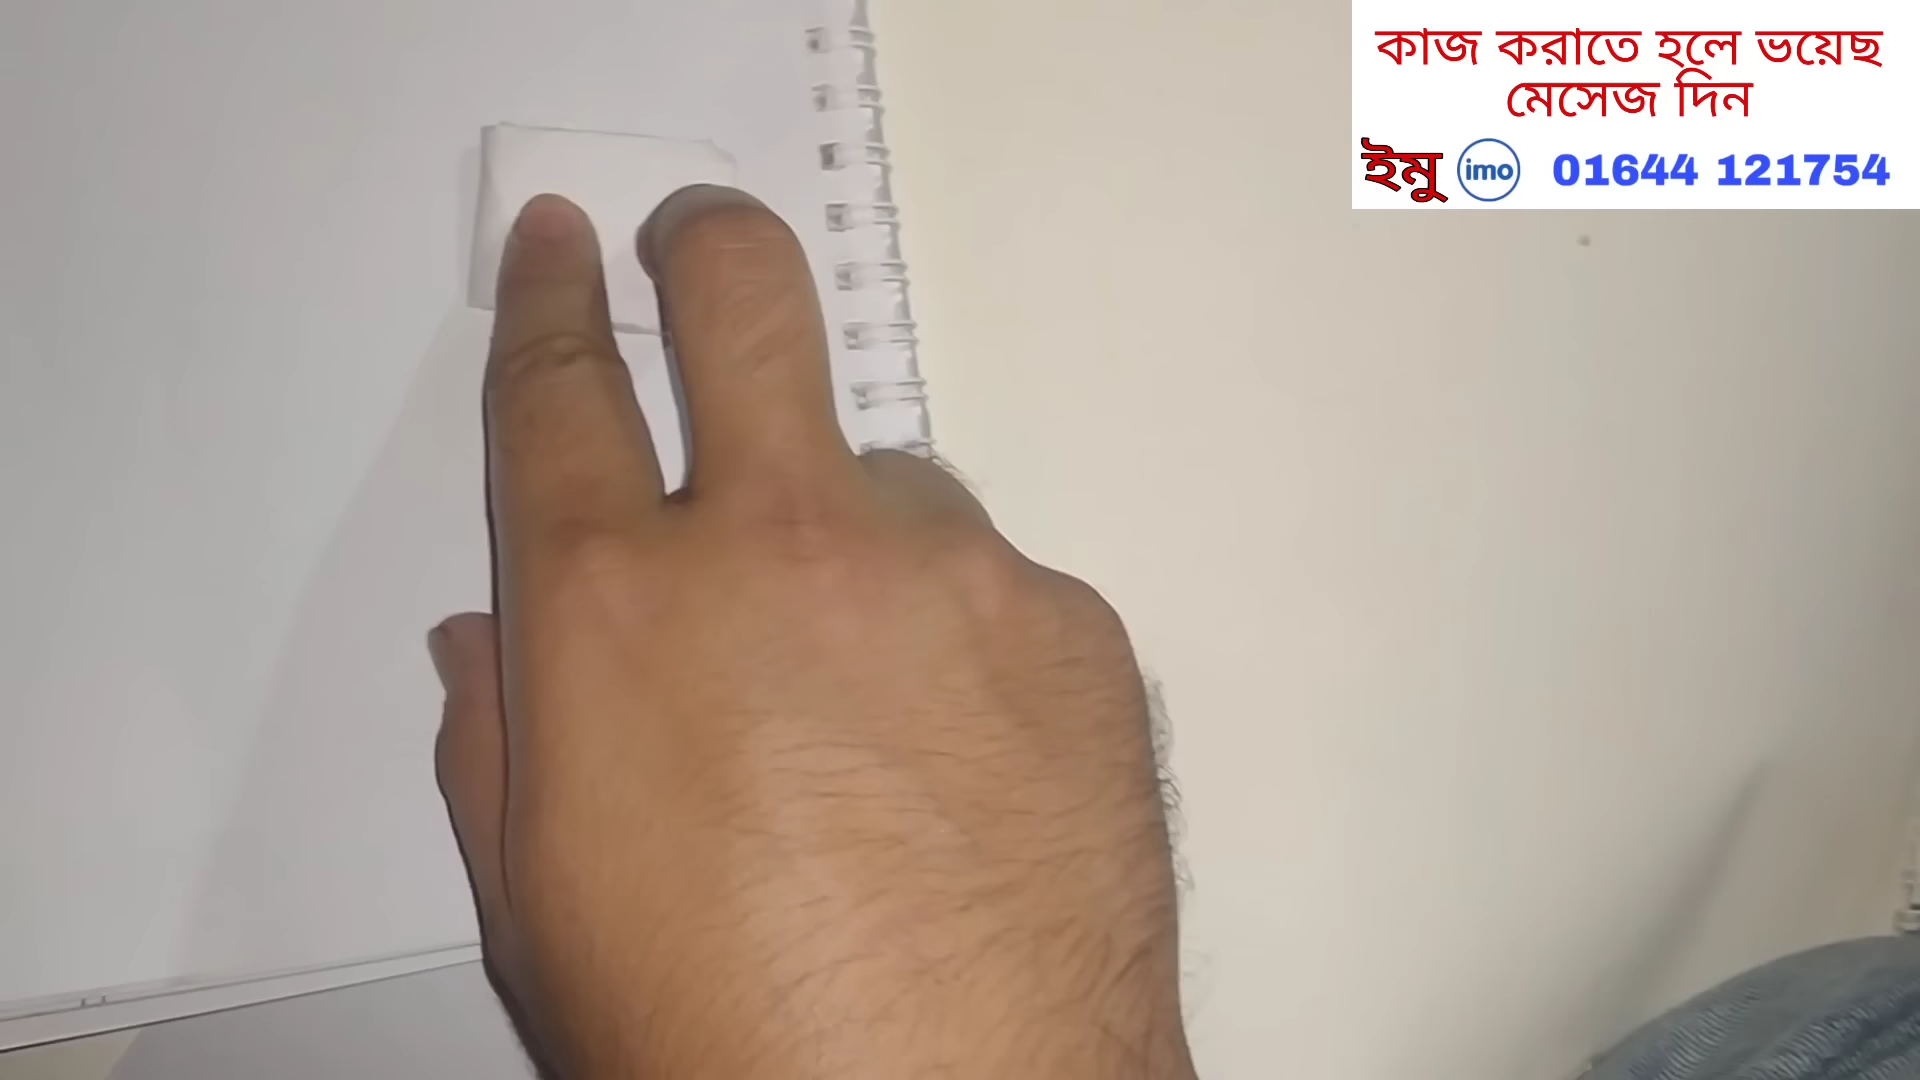 কাজ করাতে হলে ভয়েছ
মেসেজ দিন
ইমু imo 01644 121754